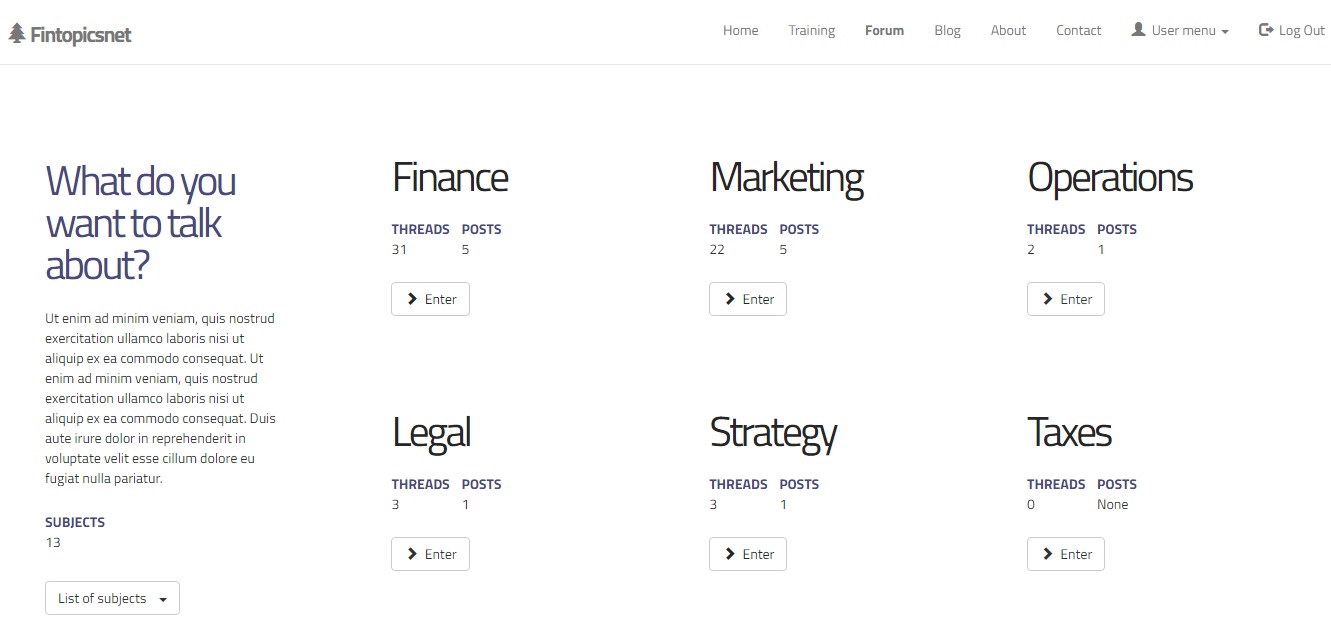 Fintopicsnet
Home Training Forum Blog About Contact User menu Log Out
What do you
want to talk
about?
Ut enim ad minim veniam, quis nostrud
exercitation ullamco laboris nisi ut
aliquip ex ea commodo consequat. Ut
enim ad minim veniam, quis nostrud
exercitation ullamco laboris nisi ut
aliquip ex ea commodo consequat. Duis
aute irure dolor in reprehenderit in
voluptate velit esse cillum dolore eu
fugiat nulla pariatur.
SUBJECTS
13
List of subjects
Finance
THREADS POSTS
31 5
Enter
Marketing
THREADS POSTS
22 5
Enter
Operations
THREADS POSTS
2 1
Enter
Legal
THREADS POSTS
3 1
Enter
Strategy
THREADS POSTS
3 1
Enter
Taxes
THREADS POSTS
0 None
Enter